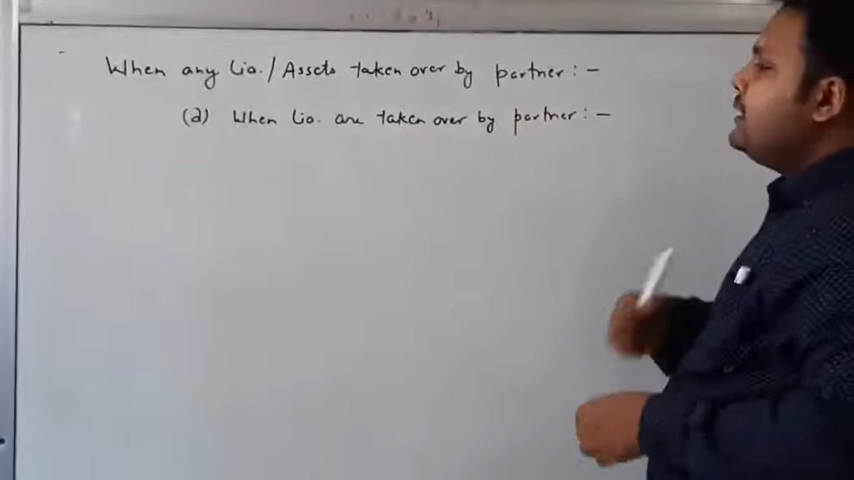 When any Lia./Assets taken over by partner:-
(a) When Lia. are taken over by partner:-